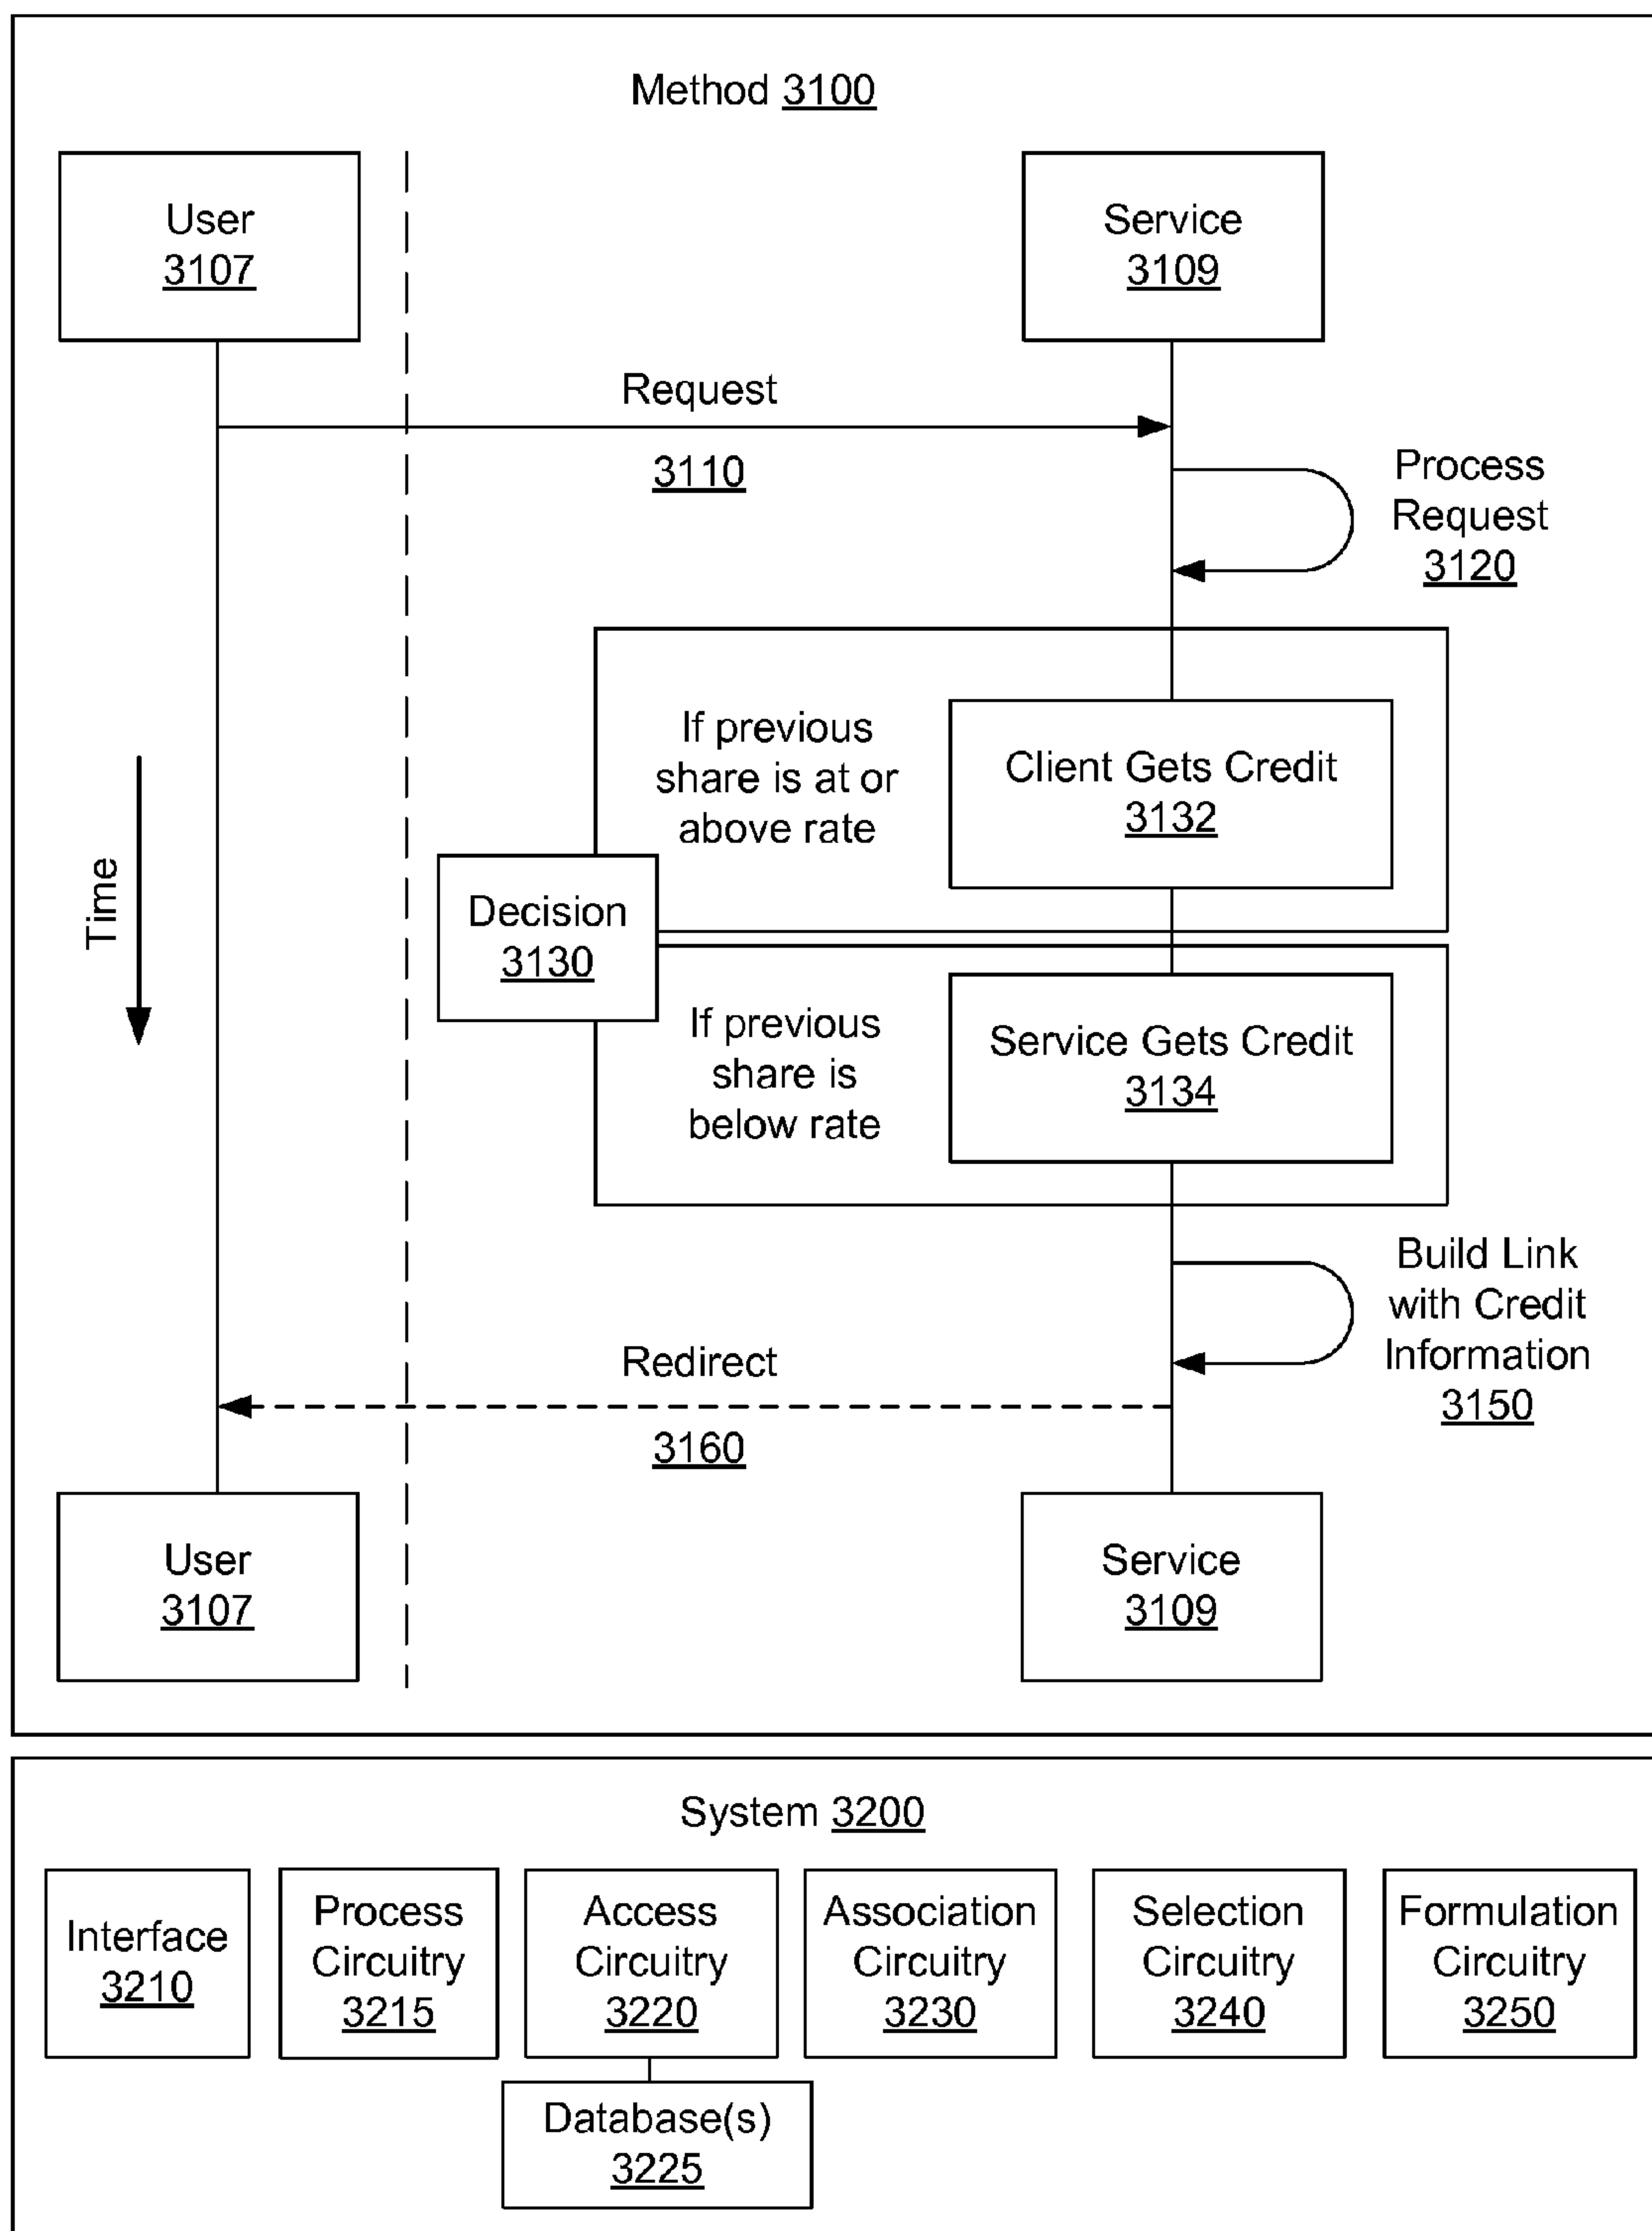 Method 3100
User
3107
Service
3109
Request
3110
Process
Request
3120
If previous
share is at or
above rate
Client Gets Credit
3132
Time
Decision
3130
If previous
share is
below rate
Service Gets Credit
3134
Build Link
with Credit
Information
3150
Redirect
3160
User
3107
Service
3109
System 3200
Interface
3210
Process
Circuitry
3215
Access
Circuitry
3220
Association
Circuitry
3230
Selection
Circuitry
3240
Formulation
Circuitry
3250
Database(s)
3225